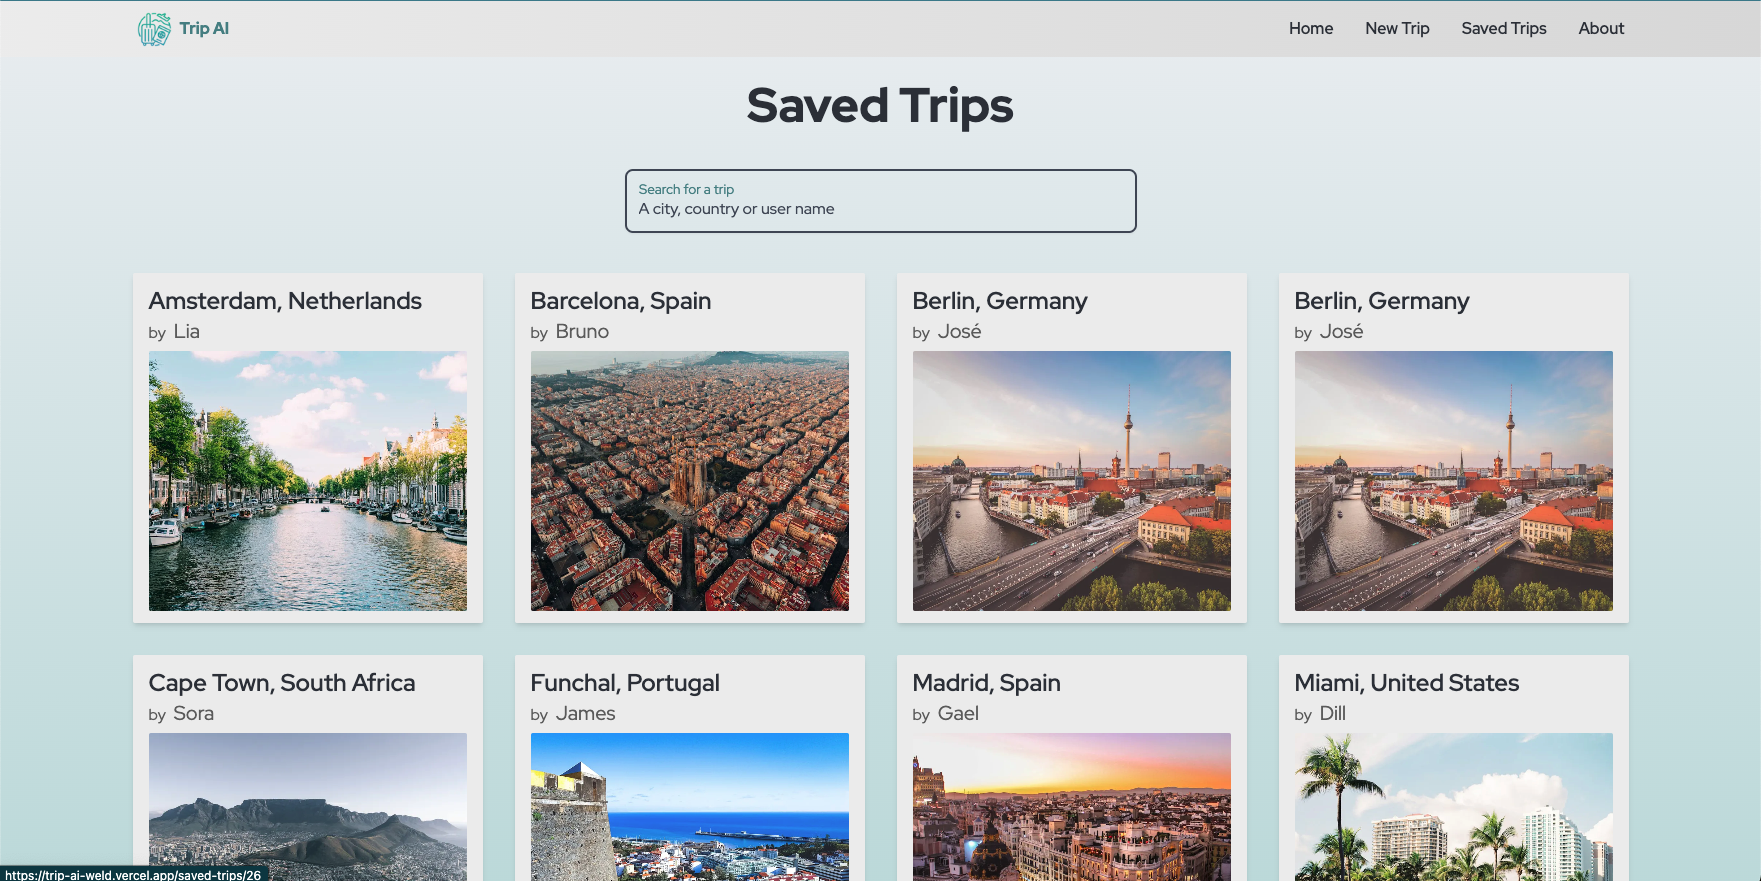 Trip AI
Home
New Trip
Saved Trips
About
Saved Trips
Search for a trip
A city, country or user name
Amsterdam, Netherlands
by Lia
Barcelona, Spain
by Bruno
Berlin, Germany
by José
Berlin, Germany
by José
Cape Town, South Africa
by Sora
Funchal, Portugal
by James
Madrid, Spain
by Gael
Miami, United States
by Dill
https://trip-ai-weld.vercel.app/saved-trips/26